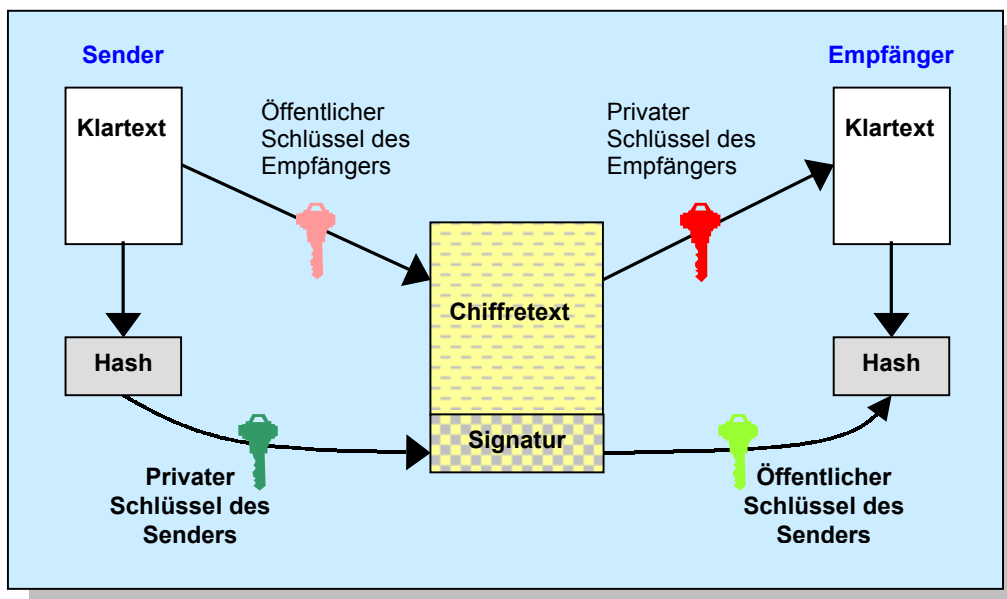 Sender
Empfänger
Klartext
Öffentlicher
Schlüssel des
Empfängers
Privater
Schlüssel des
Empfängers
Klartext
Chiffretext
Hash
Hash
Signatur
Privater
Schlüssel des
Senders
Öffentlicher
Schlüssel des
Senders